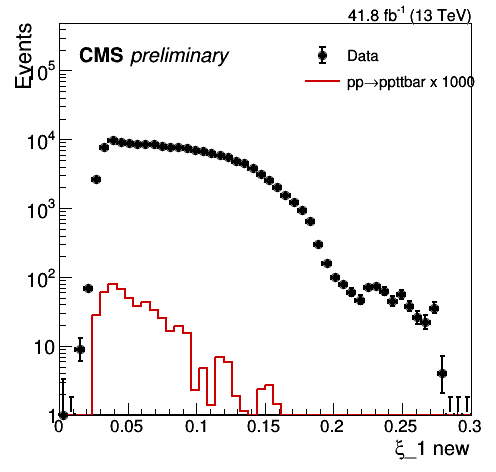 41.8 fb⁻¹ (13 TeV)
Events
CMS preliminary
Data
pp→ppttbar x 1000
10⁵
10⁴
10³
10²
10
1
0 0.05 0.1 0.15 0.2 0.25 0.3
ξ_1 new